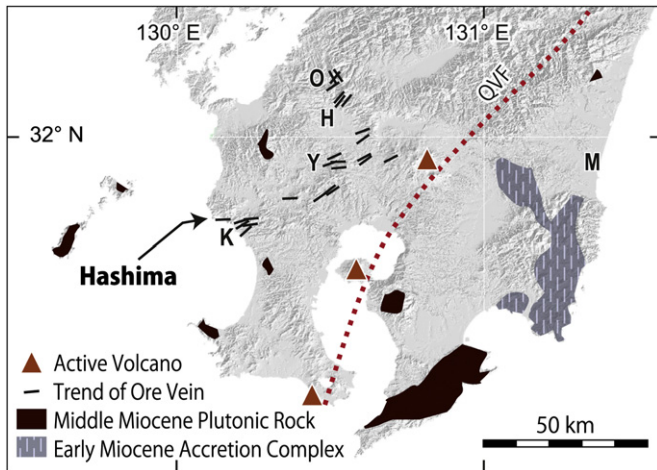 130° E
131° E
O
QVF
H
32° N
Y
M
K
Hashima
Active Volcano
Trend of Ore Vein
Middle Miocene Plutonic Rock
Early Miocene Accretion Complex
50 km